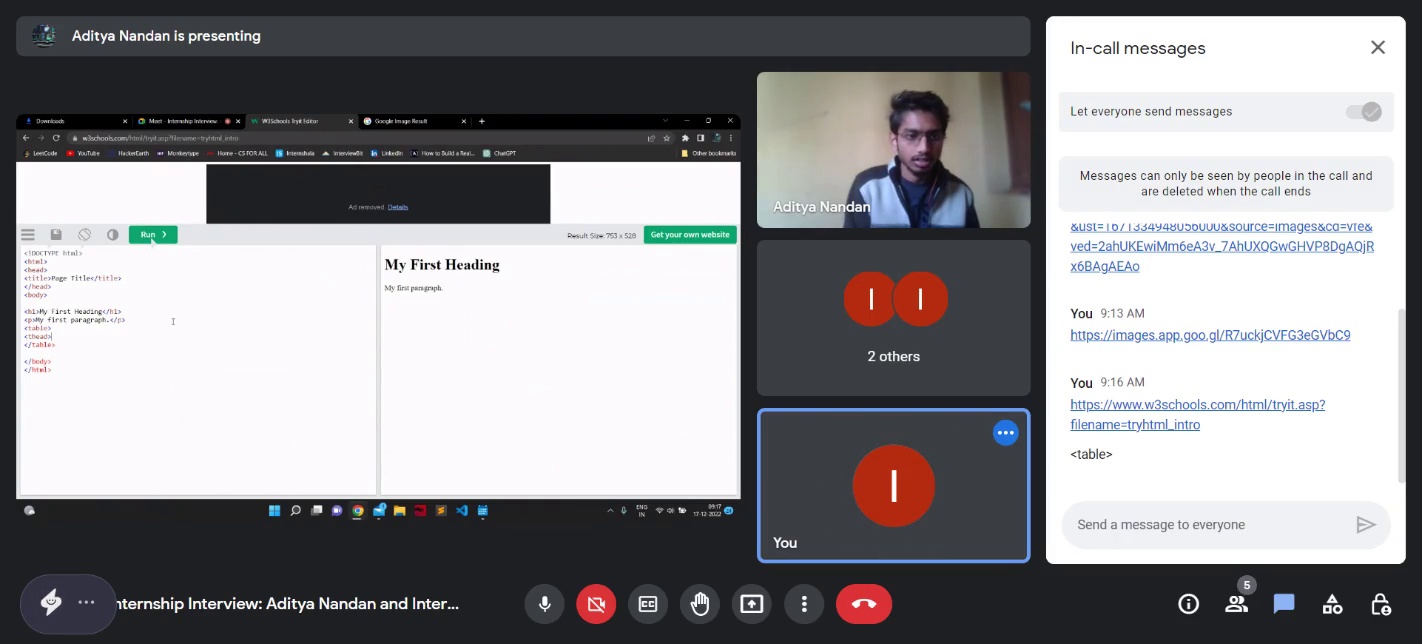 Aditya Nandan is presenting
Downloads
Meet - Internship Interview
W3Schools Tryit Editor
Google Image Result
w3schools.com/html/tryit.asp?filename=tryhtml_intro
LeetCode
YouTube
HackerEarth
Monkeytype
Home - CS FOR ALL
Internshala
InterviewBit
LinkedIn
How to Build a Real...
ChatGPT
Other bookmarks
Ad removed. Details
Run
Result Size: 753 x 528
Get your own website
<!DOCTYPE html>
<html>
<head>
<title>Page Title</title>
</head>
<body>
<h1>My First Heading</h1>
<p>My first paragraph.</p>
<table>
<thead>
</table>
</body>
</html>
My First Heading
My first paragraph.
ENG
IN
09:17
17-12-2022
Aditya Nandan
I
I
2 others
I
You
In-call messages
Let everyone send messages
Messages can only be seen by people in the call and
are deleted when the call ends
&ust=1671334948056000&source=images&cd=vfe&
ved=2ahUKEwiMm6eA3v_7AhUXQGwGHVP8DgAQjR
x6BAgAEAo
You 9:13 AM
https://images.app.goo.gl/R7uckjCVFG3eGVbC9
You 9:16 AM
https://www.w3schools.com/html/tryit.asp?
filename=tryhtml_intro
<table>
Send a message to everyone
nternship Interview: Aditya Nandan and Inter...
CC
5